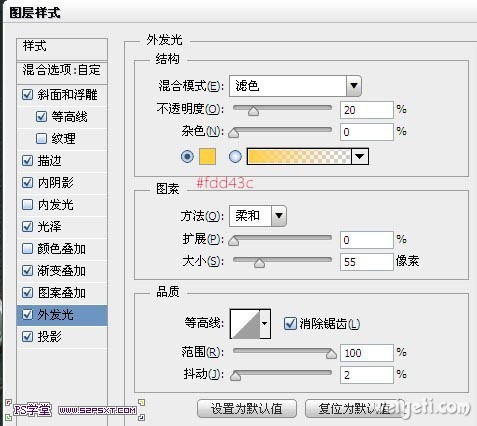 图层样式
样式
混合选项:自定
斜面和浮雕
等高线
纹理
描边
内阴影
内发光
光泽
颜色叠加
渐变叠加
图案叠加
外发光
投影
外发光
结构
混合模式(E): 滤色
不透明度(O): 20 %
杂色(N): 0 %
#fdd43c
图素
方法(Q): 柔和
扩展(P): 0 %
大小(S): 55 像素
品质
等高线: 消除锯齿(L)
范围(R): 100 %
抖动(J): 2 %
设置为默认值 复位为默认值
PS学堂 www.52psxt.com